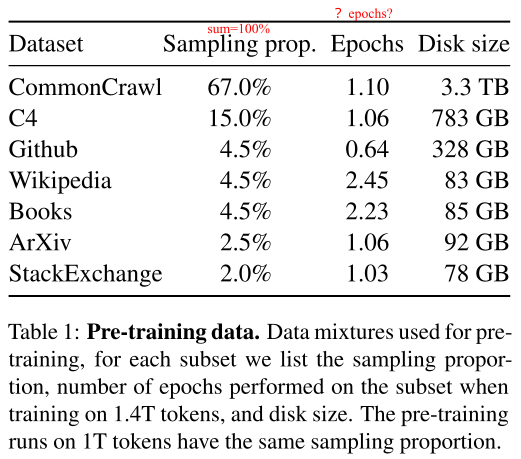 ? epochs?
sum=100%
Dataset Sampling prop. Epochs Disk size
CommonCrawl 67.0% 1.10 3.3 TB
C4 15.0% 1.06 783 GB
Github 4.5% 0.64 328 GB
Wikipedia 4.5% 2.45 83 GB
Books 4.5% 2.23 85 GB
ArXiv 2.5% 1.06 92 GB
StackExchange 2.0% 1.03 78 GB
Table 1: Pre-training data. Data mixtures used for pre-
training, for each subset we list the sampling propor-
tion, number of epochs performed on the subset when
training on 1.4T tokens, and disk size. The pre-training
runs on 1T tokens have the same sampling proportion.